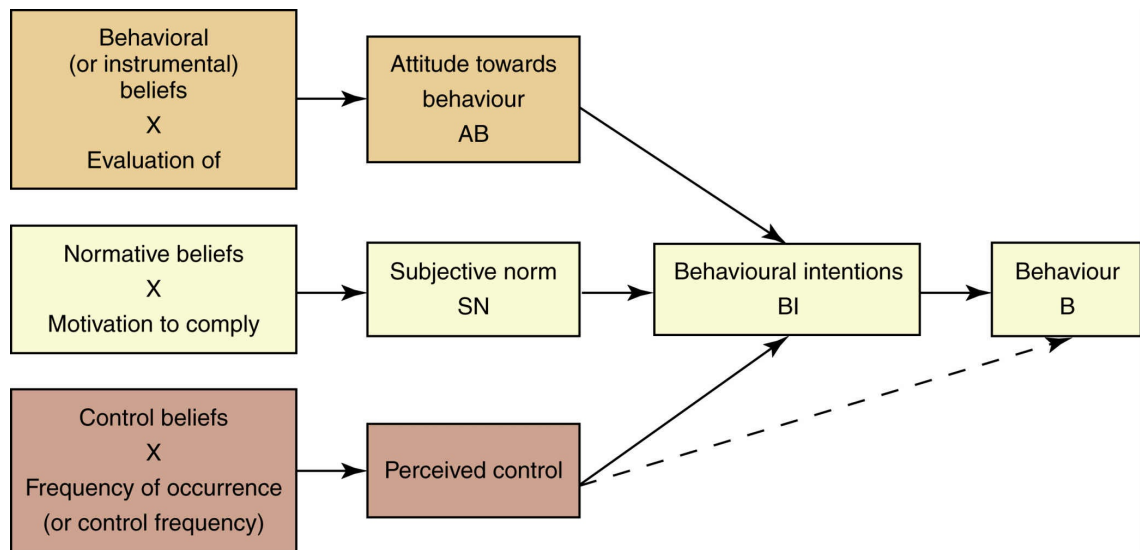 Behavioral
(or instrumental)
beliefs
X
Evaluation of
Attitude towards
behaviour
AB
Normative beliefs
X
Motivation to comply
Subjective norm
SN
Behavioural intentions
BI
Behaviour
B
Control beliefs
X
Frequency of occurrence
(or control frequency)
Perceived control